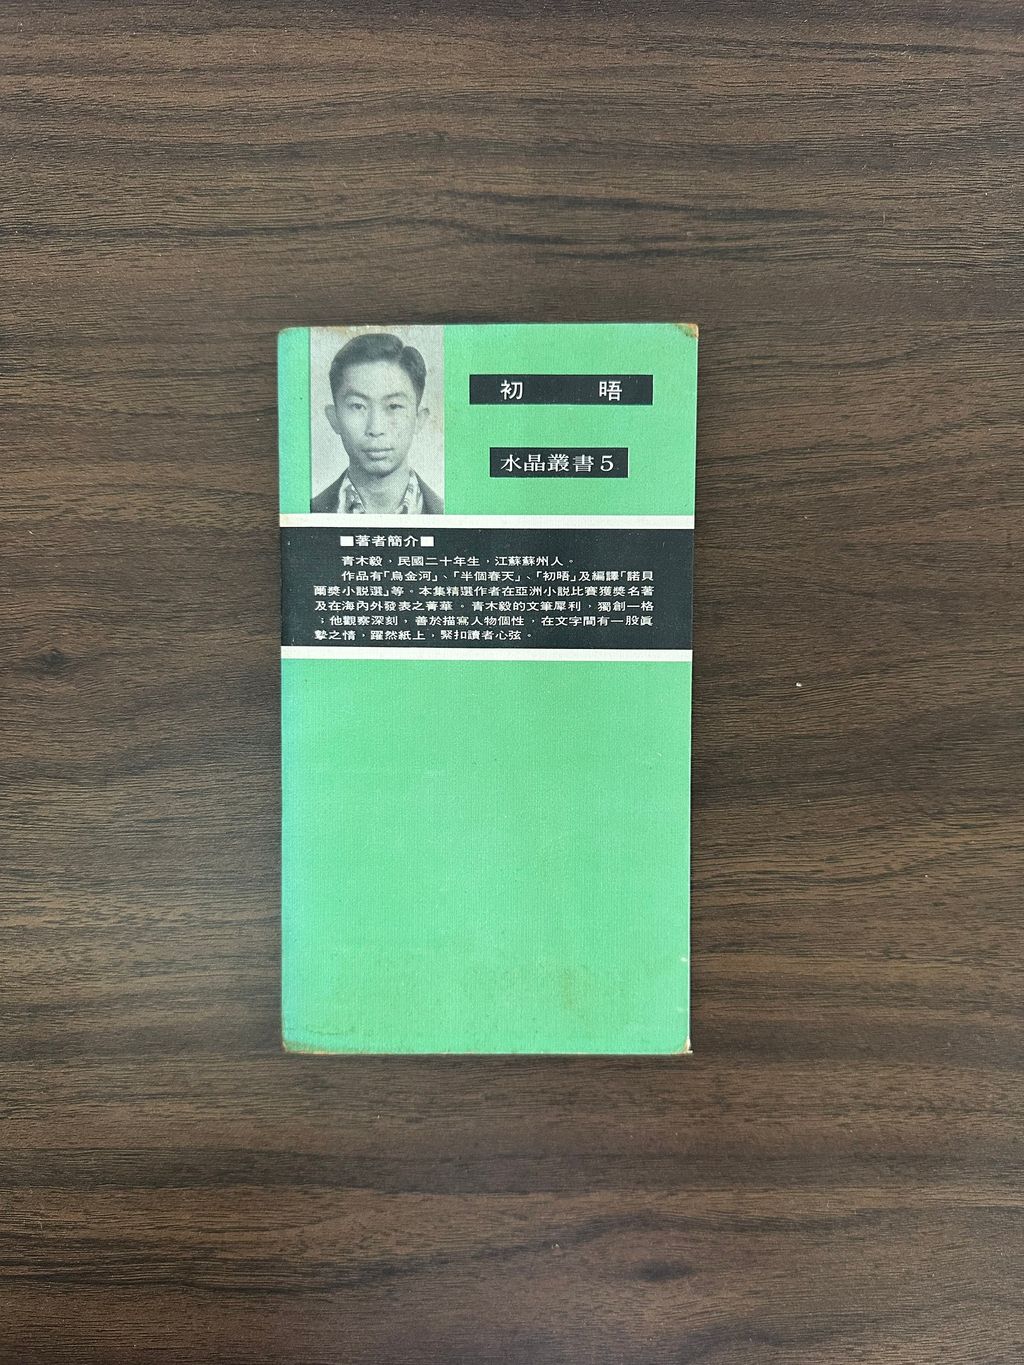 初 晤
水晶叢書5
■著者簡介■
青木毅,民國二十年生,江蘇蘇州人。
作品有「烏金河」、「半個春天」、「初晤」及編譯「諾貝
爾獎小説選」等。本集精選作者在亞洲小説比賽獲獎名著
及在海內外發表之菁華。青木毅的文筆犀利,獨創一格
;他觀察深刻,善於描寫人物個性,在文字間有一股眞
摯之情,躍然紙上,緊扣讀者心弦。